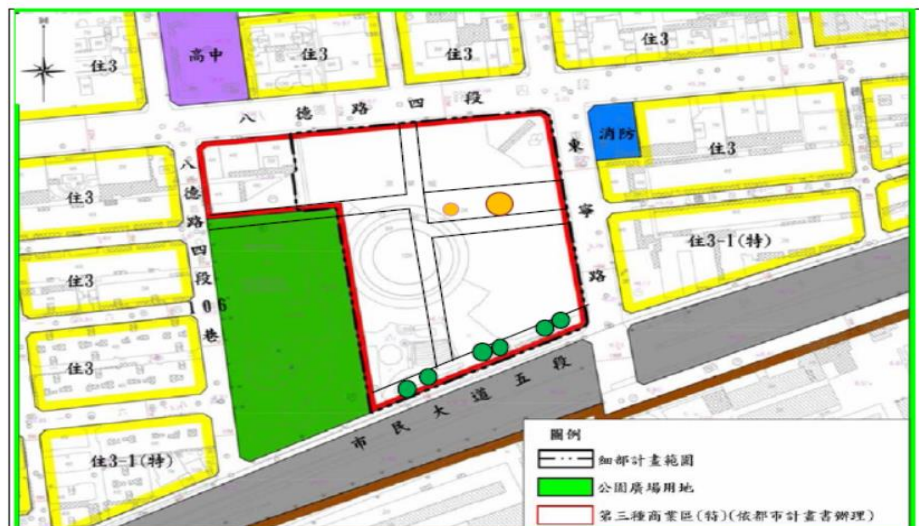 住3
高中
住3
住3
住3
八德路四段
消防
住3
東寧路
住3
八德路四段106巷
住3-1(特)
住3
住3
市民大道五段
住3-1(特)
圖例
細部計畫範圍
公園廣場用地
第三種商業區(特)(依都市計畫書辦理)